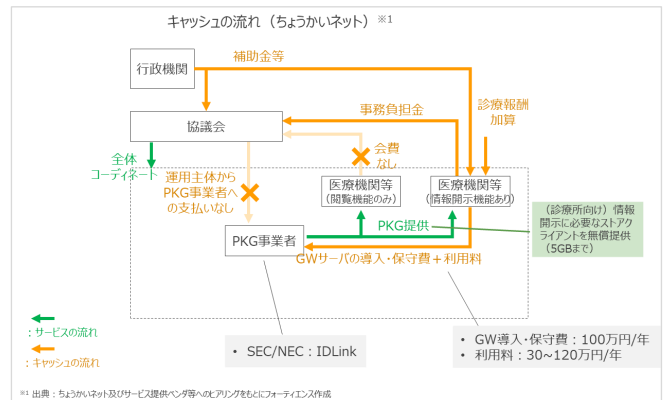 キャッシュの流れ（ちょうかいネット）※1
補助金等
行政機関
診療報酬
加算
事務負担金
協議会
全体
コーディネート
会費
なし
運用主体から
PKG事業者へ
の支払いなし
医療機関等
（閲覧機能のみ）
医療機関等
（情報開示機能あり）
PKG提供
PKG事業者
GWサーバの導入・保守費＋利用料
（診療所向け）情報
開示に必要なストアク
ライアントを無償提供
（5GBまで）
：サービスの流れ
：キャッシュの流れ
• SEC/NEC：IDLink
• GW導入・保守費：100万円/年
• 利用料：30~120万円/年
※1 出典：ちょうかいネット及びサービス提供ベンダ等へのヒアリングをもとにフォーティエンス作成